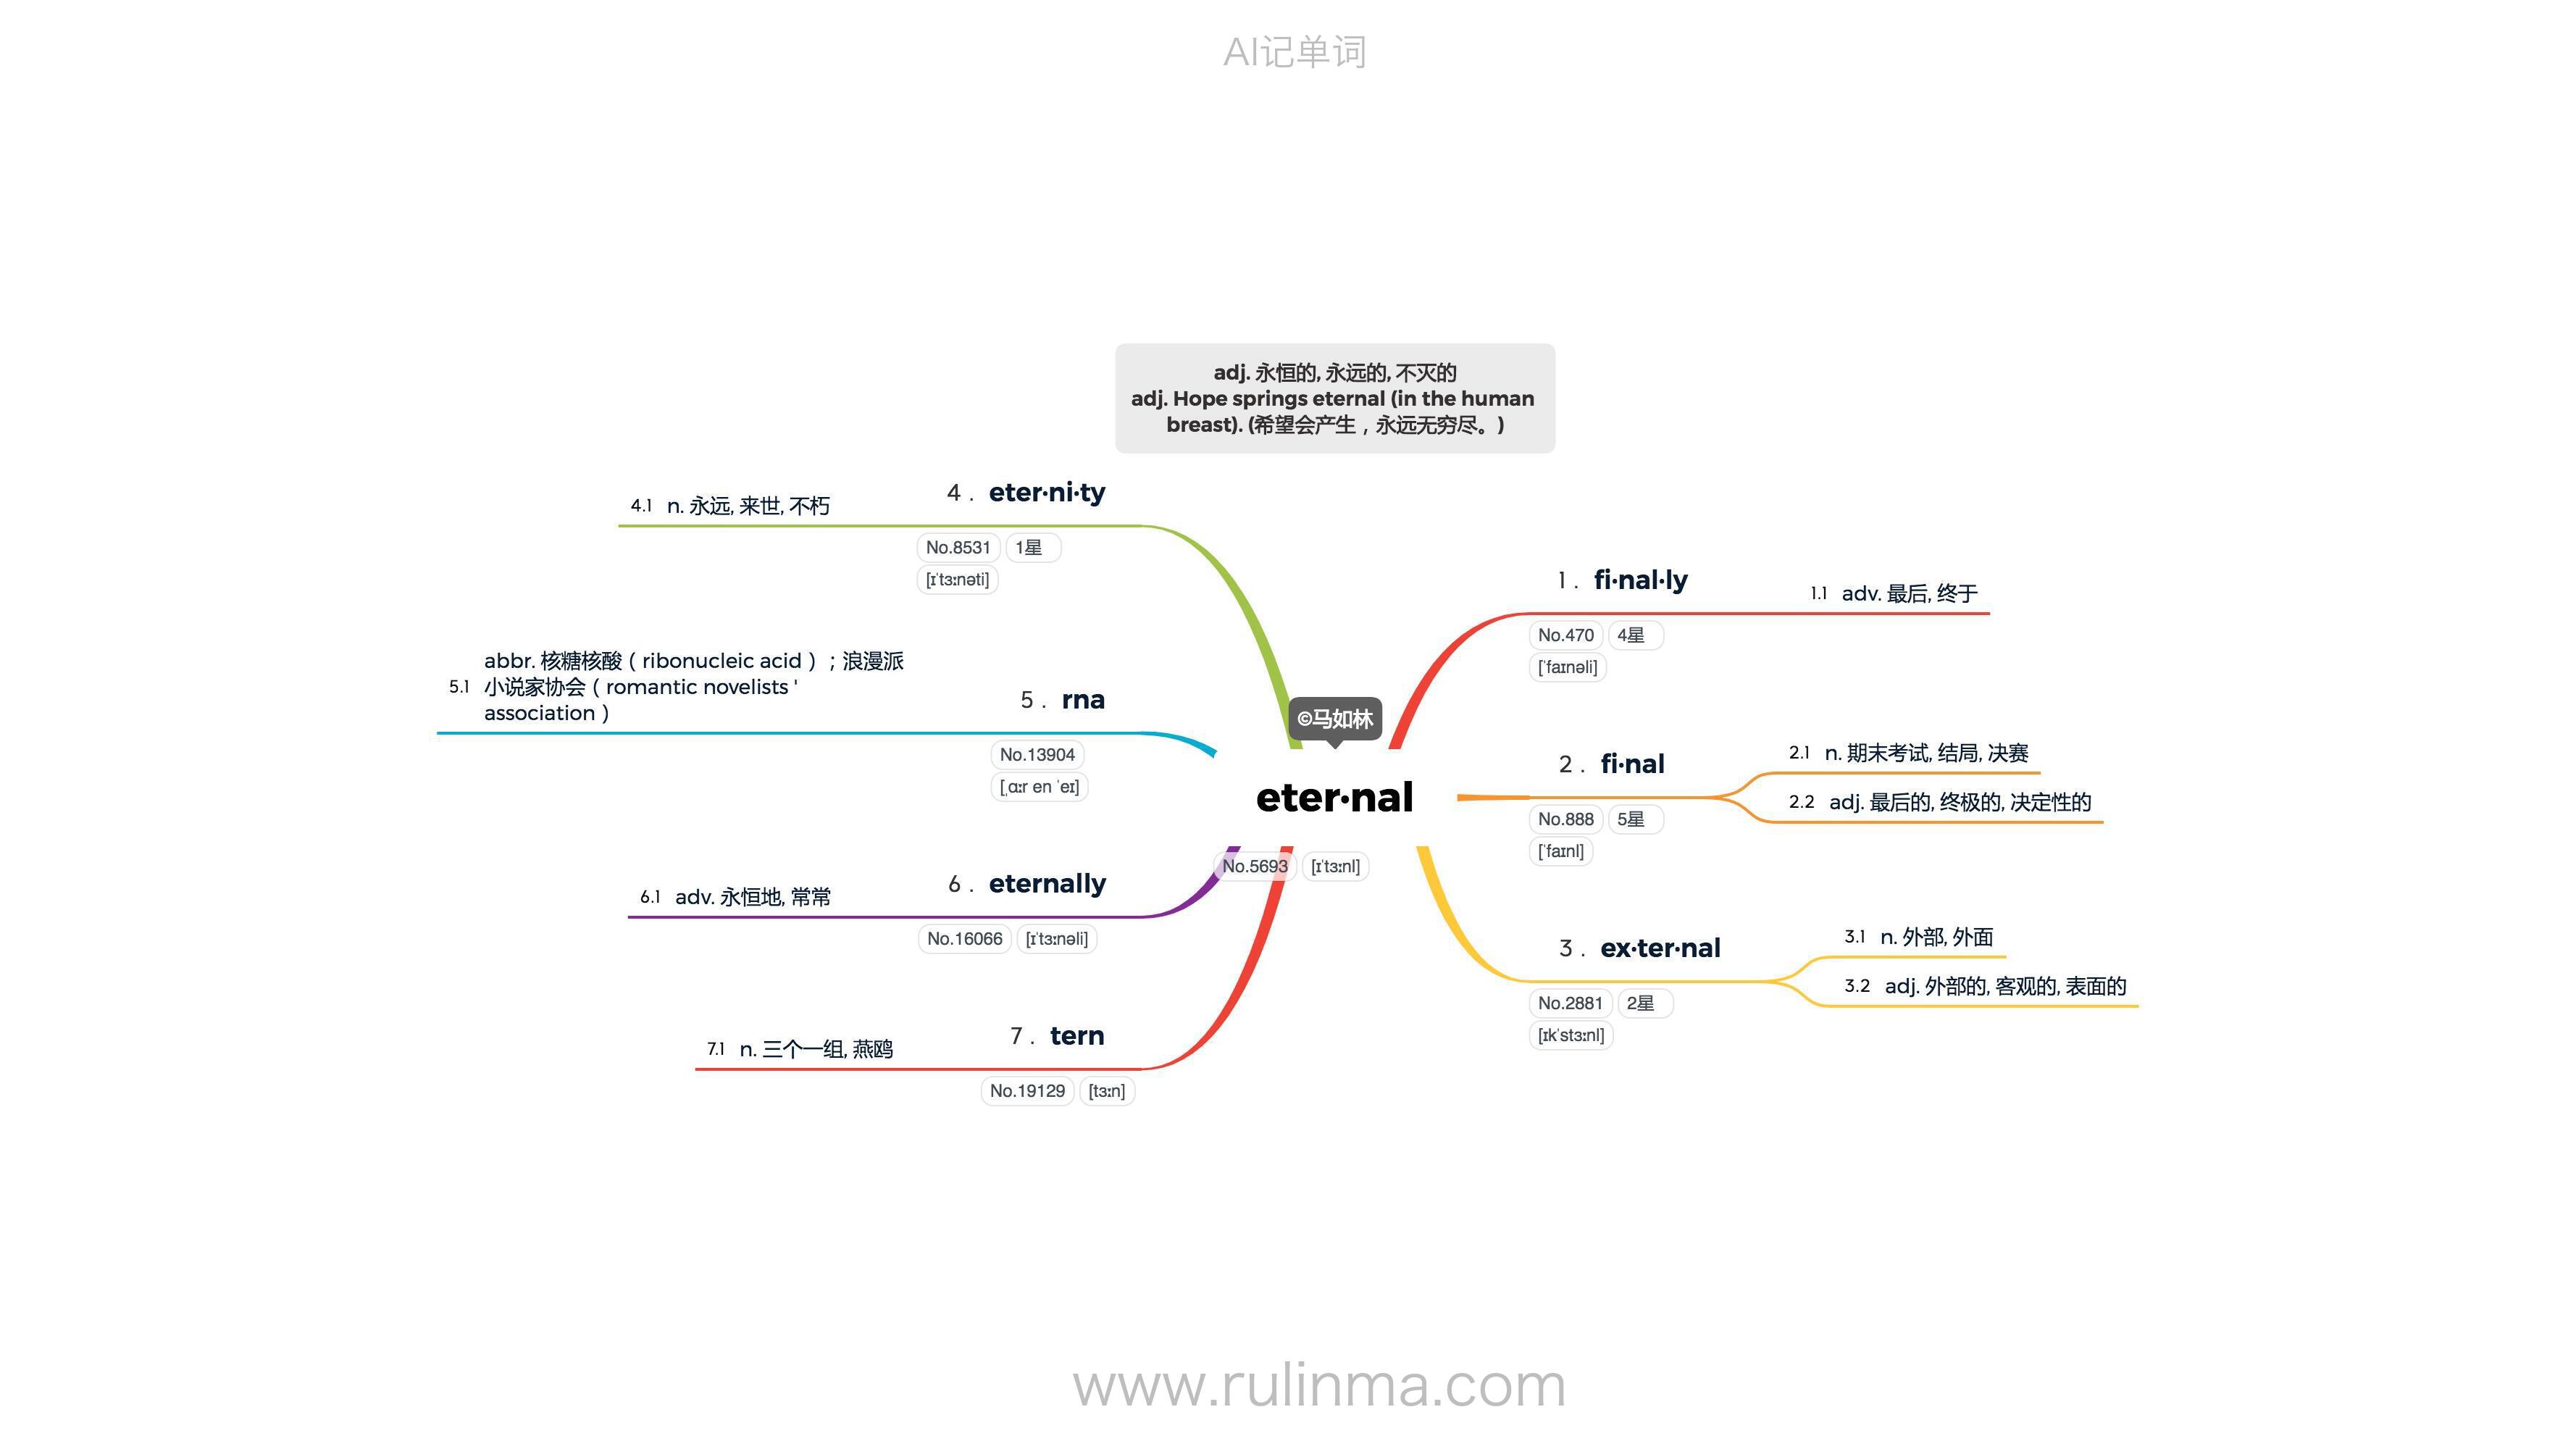 AI记单词
adj. 永恒的, 永远的, 不灭的
adj. Hope springs eternal (in the human
breast). (希望会产生，永远无穷尽。)
©马如林
eter·nal
No.5693 [ɪˈtɜːnl]
1 . fi·nal·ly
No.470 4星
[ˈfaɪnəli]
1.1 adv. 最后, 终于
2 . fi·nal
No.888 5星
[ˈfaɪnl]
2.1 n. 期末考试, 结局, 决赛
2.2 adj. 最后的, 终极的, 决定性的
3 . ex·ter·nal
No.2881 2星
[ɪkˈstɜːnl]
3.1 n. 外部, 外面
3.2 adj. 外部的, 客观的, 表面的
4 . eter·ni·ty
No.8531 1星
[ɪˈtɜːnəti]
4.1 n. 永远, 来世, 不朽
5 . rna
No.13904
[ˌɑːr en ˈeɪ]
5.1 abbr. 核糖核酸（ribonucleic acid）；浪漫派
小说家协会（romantic novelists '
association）
6 . eternally
No.16066 [ɪˈtɜːnəli]
6.1 adv. 永恒地, 常常
7 . tern
No.19129 [tɜːn]
7.1 n. 三个一组, 燕鸥
www.rulinma.com